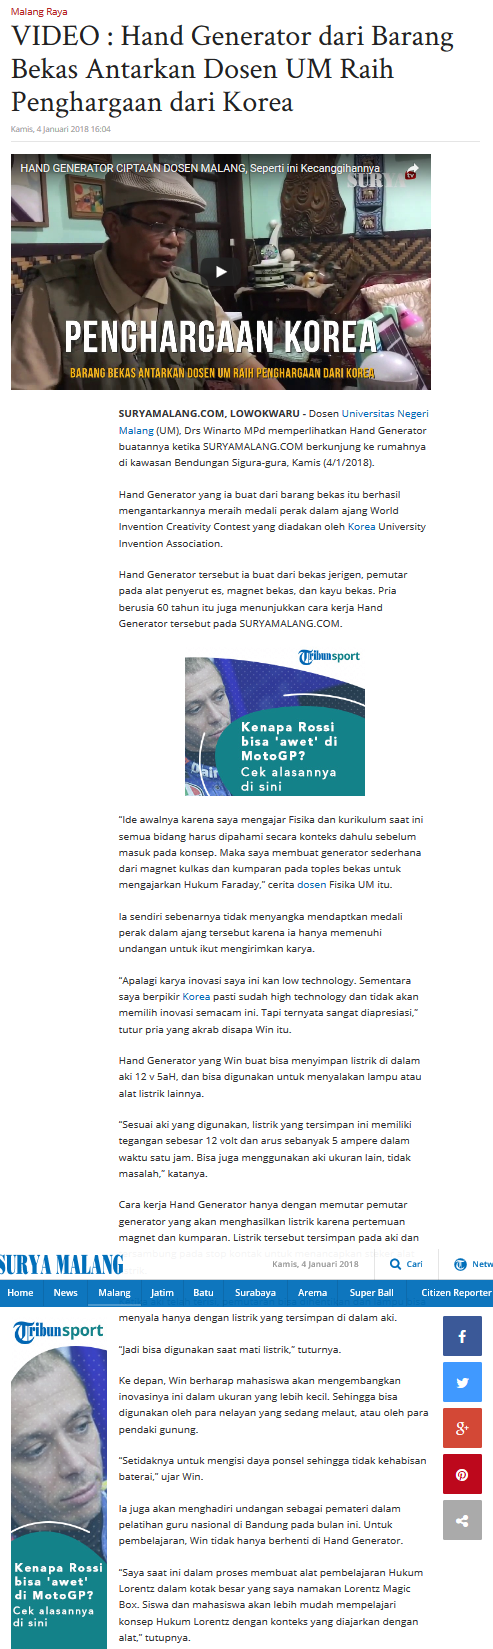 Malang Raya
VIDEO : Hand Generator dari Barang
Bekas Antarkan Dosen UM Raih
Penghargaan dari Korea
Kamis, 4 Januari 2018 16:04
HAND GENERATOR CIPTAAN DOSEN MALANG, Seperti ini Kecanggihannya
SURYA
tv
PENGHARGAAN KOREA
BARANG BEKAS ANTARKAN DOSEN UM RAIH PENGHARGAAN DARI KOREA
SURYAMALANG.COM, LOWOKWARU - Dosen Universitas Negeri
Malang (UM), Drs Winarto MPd memperlihatkan Hand Generator
buatannya ketika SURYAMALANG.COM berkunjung ke rumahnya
di kawasan Bendungan Sigura-gura, Kamis (4/1/2018).
Hand Generator yang ia buat dari barang bekas itu berhasil
mengantarkannya meraih medali perak dalam ajang World
Invention Creativity Contest yang diadakan oleh Korea University
Invention Association.
Hand Generator tersebut ia buat dari bekas jerigen, pemutar
pada alat penyerut es, magnet bekas, dan kayu bekas. Pria
berusia 60 tahun itu juga menunjukkan cara kerja Hand
Generator tersebut pada SURYAMALANG.COM.
Tribunsport
Kenapa Rossi
bisa 'awet' di
MotoGP?
Cek alasannya
di sini
"Ide awalnya karena saya mengajar Fisika dan kurikulum saat ini
semua bidang harus dipahami secara konteks dahulu sebelum
masuk pada konsep. Maka saya membuat generator sederhana
dari magnet kulkas dan kumparan pada toples bekas untuk
mengajarkan Hukum Faraday," cerita dosen Fisika UM itu.
Ia sendiri sebenarnya tidak menyangka mendaptkan medali
perak dalam ajang tersebut karena ia hanya memenuhi
undangan untuk ikut mengirimkan karya.
"Apalagi karya inovasi saya ini kan low technology. Sementara
saya berpikir Korea pasti sudah high technology dan tidak akan
memilih inovasi semacam ini. Tapi ternyata sangat diapresiasi,"
tutur pria yang akrab disapa Win itu.
Hand Generator yang Win buat bisa menyimpan listrik di dalam
aki 12 v 5aH, dan bisa digunakan untuk menyalakan lampu atau
alat listrik lainnya.
"Sesuai aki yang digunakan, listrik yang tersimpan ini memiliki
tegangan sebesar 12 volt dan arus sebanyak 5 ampere dalam
waktu satu jam. Bisa juga menggunakan aki ukuran lain, tidak
masalah," katanya.
Cara kerja Hand Generator hanya dengan memutar pemutar
generator yang akan menghasilkan listrik karena pertemuan
magnet dan kumparan. Listrik tersebut tersimpan pada aki dan
SURYA MALANG
Kamis, 4 Januari 2018
Cari
Netw
Home News Malang Jatim Batu Surabaya Arema Super Ball Citizen Reporter
menyala hanya dengan listrik yang tersimpan di dalam aki.
"Jadi bisa digunakan saat mati listrik," tuturnya.
Ke depan, Win berharap mahasiswa akan mengembangkan
inovasinya ini dalam ukuran yang lebih kecil. Sehingga bisa
digunakan oleh para nelayan yang sedang melaut, atau oleh para
pendaki gunung.
"Setidaknya untuk mengisi daya ponsel sehingga tidak kehabisan
baterai," ujar Win.
Ia juga akan menghadiri undangan sebagai pemateri dalam
pelatihan guru nasional di Bandung pada bulan ini. Untuk
pembelajaran, Win tidak hanya berhenti di Hand Generator.
"Saya saat ini dalam proses membuat alat pembelajaran Hukum
Lorentz dalam kotak besar yang saya namakan Lorentz Magic
Box. Siswa dan mahasiswa akan lebih mudah mempelajari
konsep Hukum Lorentz dengan konteks yang diajarkan dengan
alat," tutupnya.
Tribunsport
Kenapa Rossi
bisa 'awet' di
MotoGP?
Cek alasannya
di sini